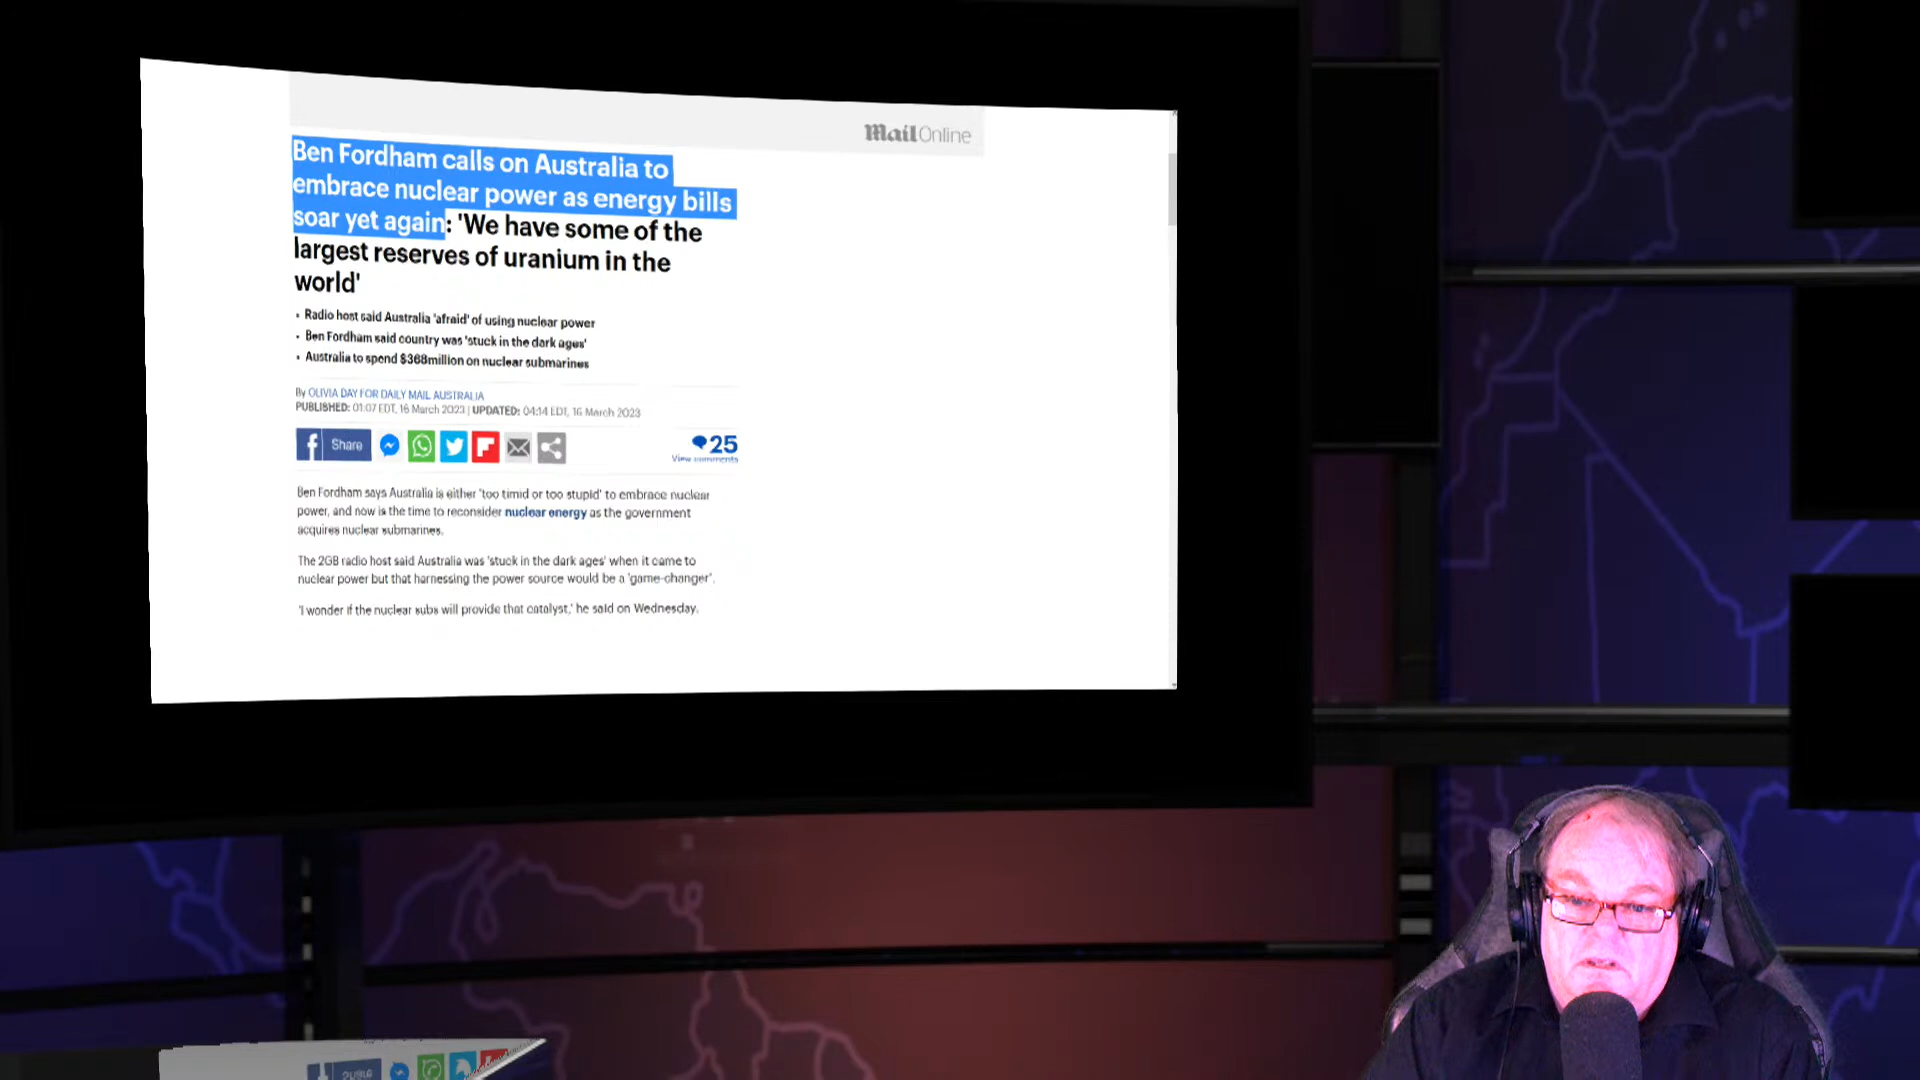 Mail Online
Ben Fordham calls on Australia to
embrace nuclear power as energy bills
soar yet again: 'We have some of the
largest reserves of uranium in the
world'
• Radio host said Australia 'afraid' of using nuclear power
• Ben Fordham said country was 'stuck in the dark ages'
• Australia to spend $368million on nuclear submarines
By OLIVIA DAY FOR DAILY MAIL AUSTRALIA
PUBLISHED: 01:07 EDT, 16 March 2023 | UPDATED: 04:14 EDT, 16 March 2023
Share
25
View comments
Ben Fordham says Australia is either 'too timid or too stupid' to embrace nuclear
power, and now is the time to reconsider nuclear energy as the government
acquires nuclear submarines.
The 2GB radio host said Australia was 'stuck in the dark ages' when it came to
nuclear power but that harnessing the power source would be a 'game-changer'.
'I wonder if the nuclear subs will provide that catalyst,' he said on Wednesday.